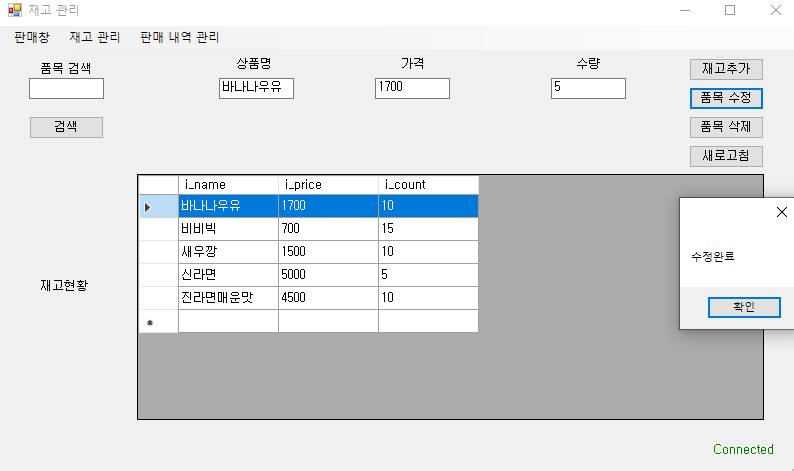 재고 관리
판매창 재고 관리 판매 내역 관리
품목 검색 상품명 가격 수량 재고추가
바나나우유 1700 5 품목 수정
검색 품목 삭제
새로고침
i_name i_price i_count
바나나우유 1700 10
비비빅 700 15
새우깡 1500 10
신라면 5000 5
진라면매운맛 4500 10
재고현황
수정완료
확인
Connected